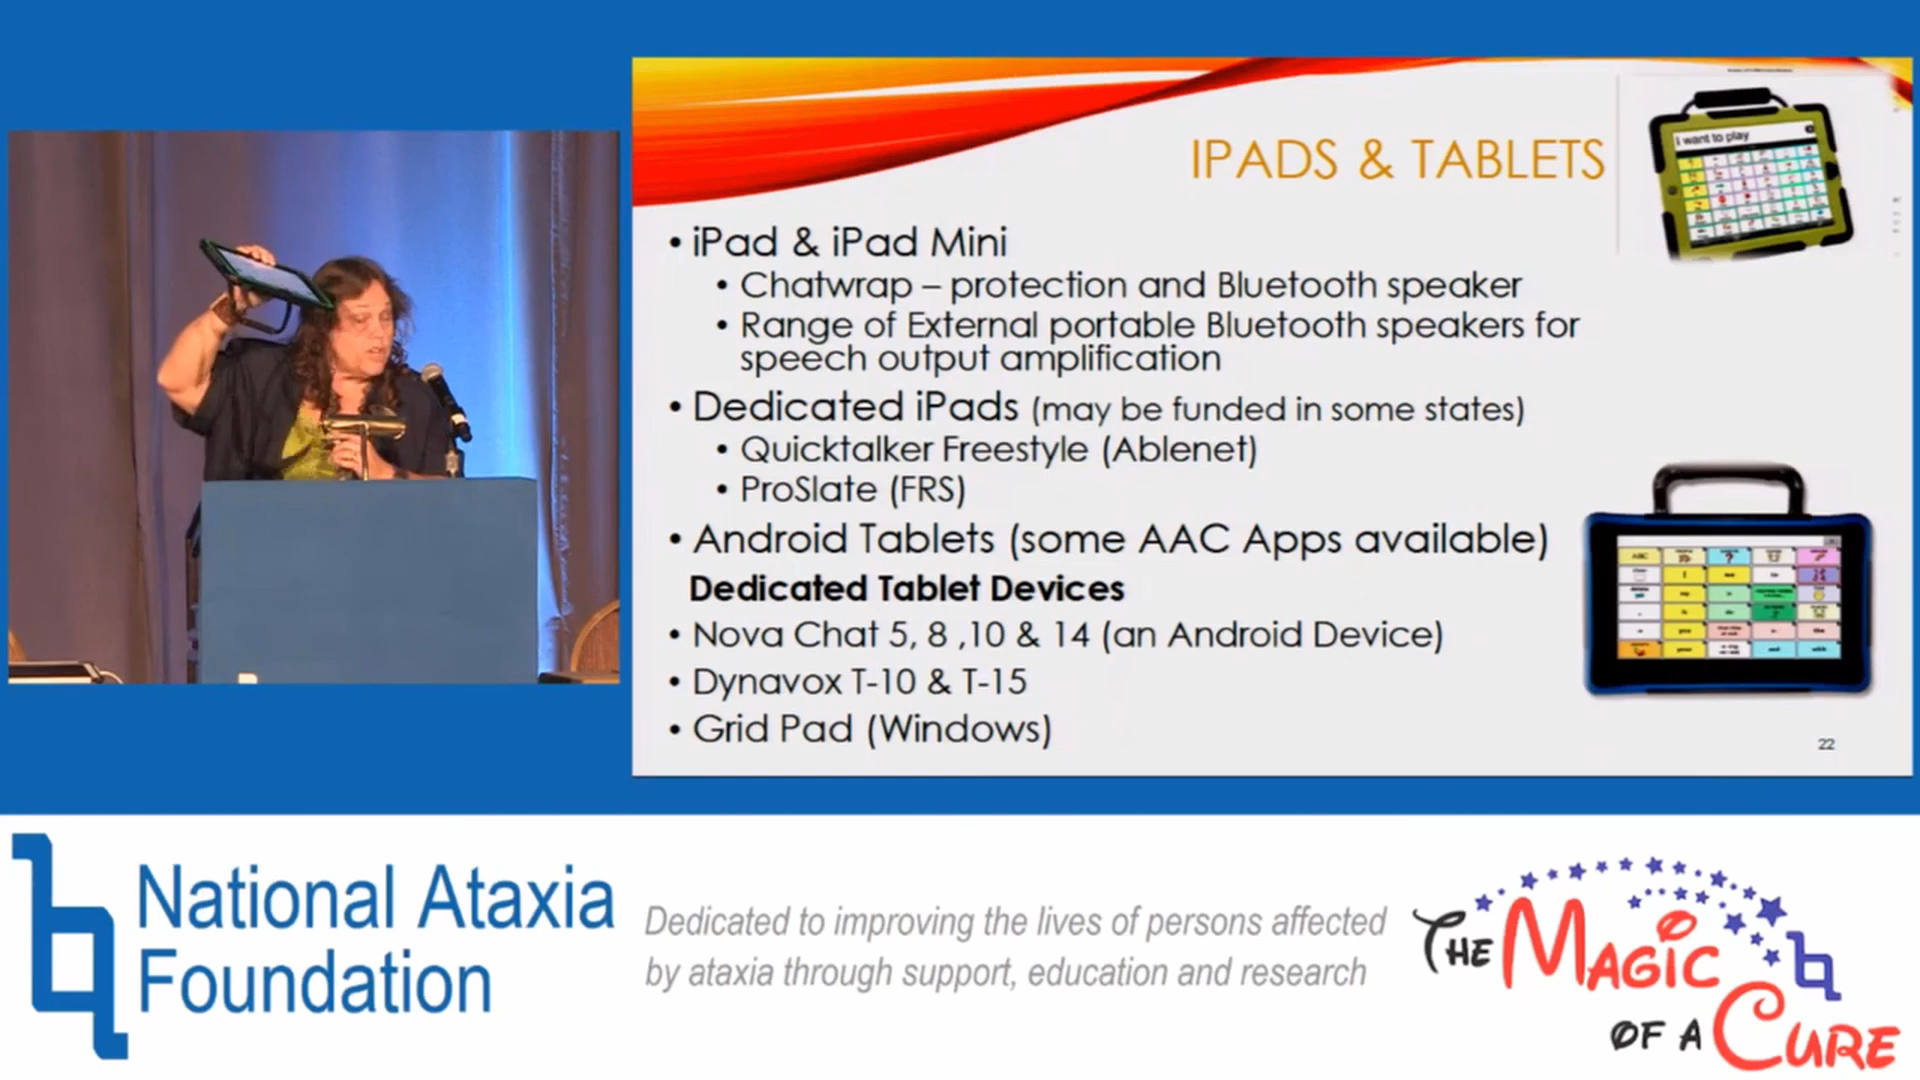 IPADS & TABLETS
i want to play
• iPad & iPad Mini
• Chatwrap – protection and Bluetooth speaker
• Range of External portable Bluetooth speakers for
speech output amplification
• Dedicated iPads (may be funded in some states)
• Quicktalker Freestyle (Ablenet)
• ProSlate (FRS)
• Android Tablets (some AAC Apps available)
Dedicated Tablet Devices
• Nova Chat 5, 8 ,10 & 14 (an Android Device)
• Dynavox T-10 & T-15
• Grid Pad (Windows)
ABC
22
National Ataxia
Foundation
Dedicated to improving the lives of persons affected
by ataxia through support, education and research
THE MAGIC
OF A CURE